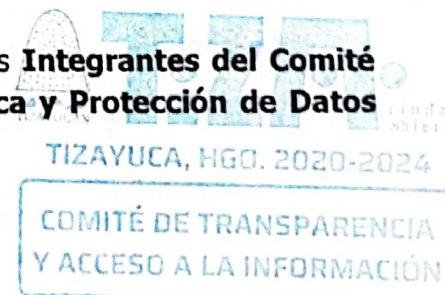 s Integrantes del Comité
ca y Protección de Datos
TIZAYUCA, HGO. 2020-2024
COMITÉ DE TRANSPARENCIA
Y ACCESO A LA INFORMACIÓN